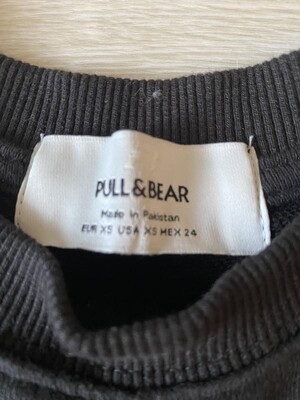 PULL&BEAR
Made in Pakistan
EUR XS USA XS MEX 24